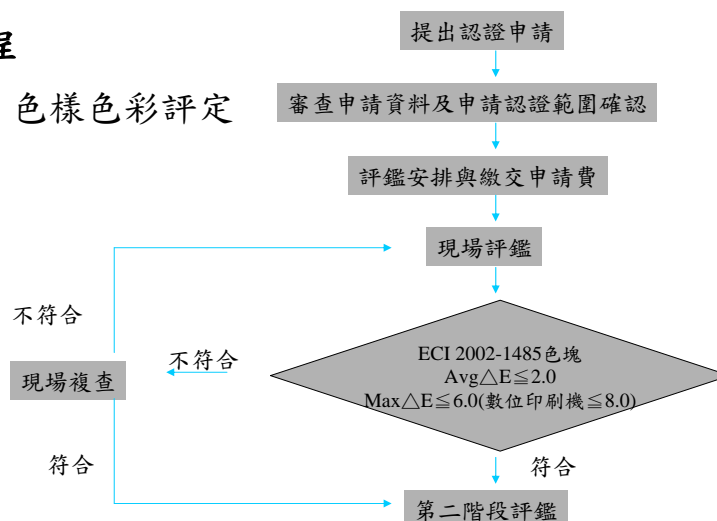 程
色樣色彩評定
提出認證申請
審查申請資料及申請認證範圍確認
評鑑安排與繳交申請費
現場評鑑
不符合
不符合
現場複查
ECI 2002-1485色塊
Avg△E≦2.0
Max△E≦6.0(數位印刷機≦8.0)
符合
符合
第二階段評鑑